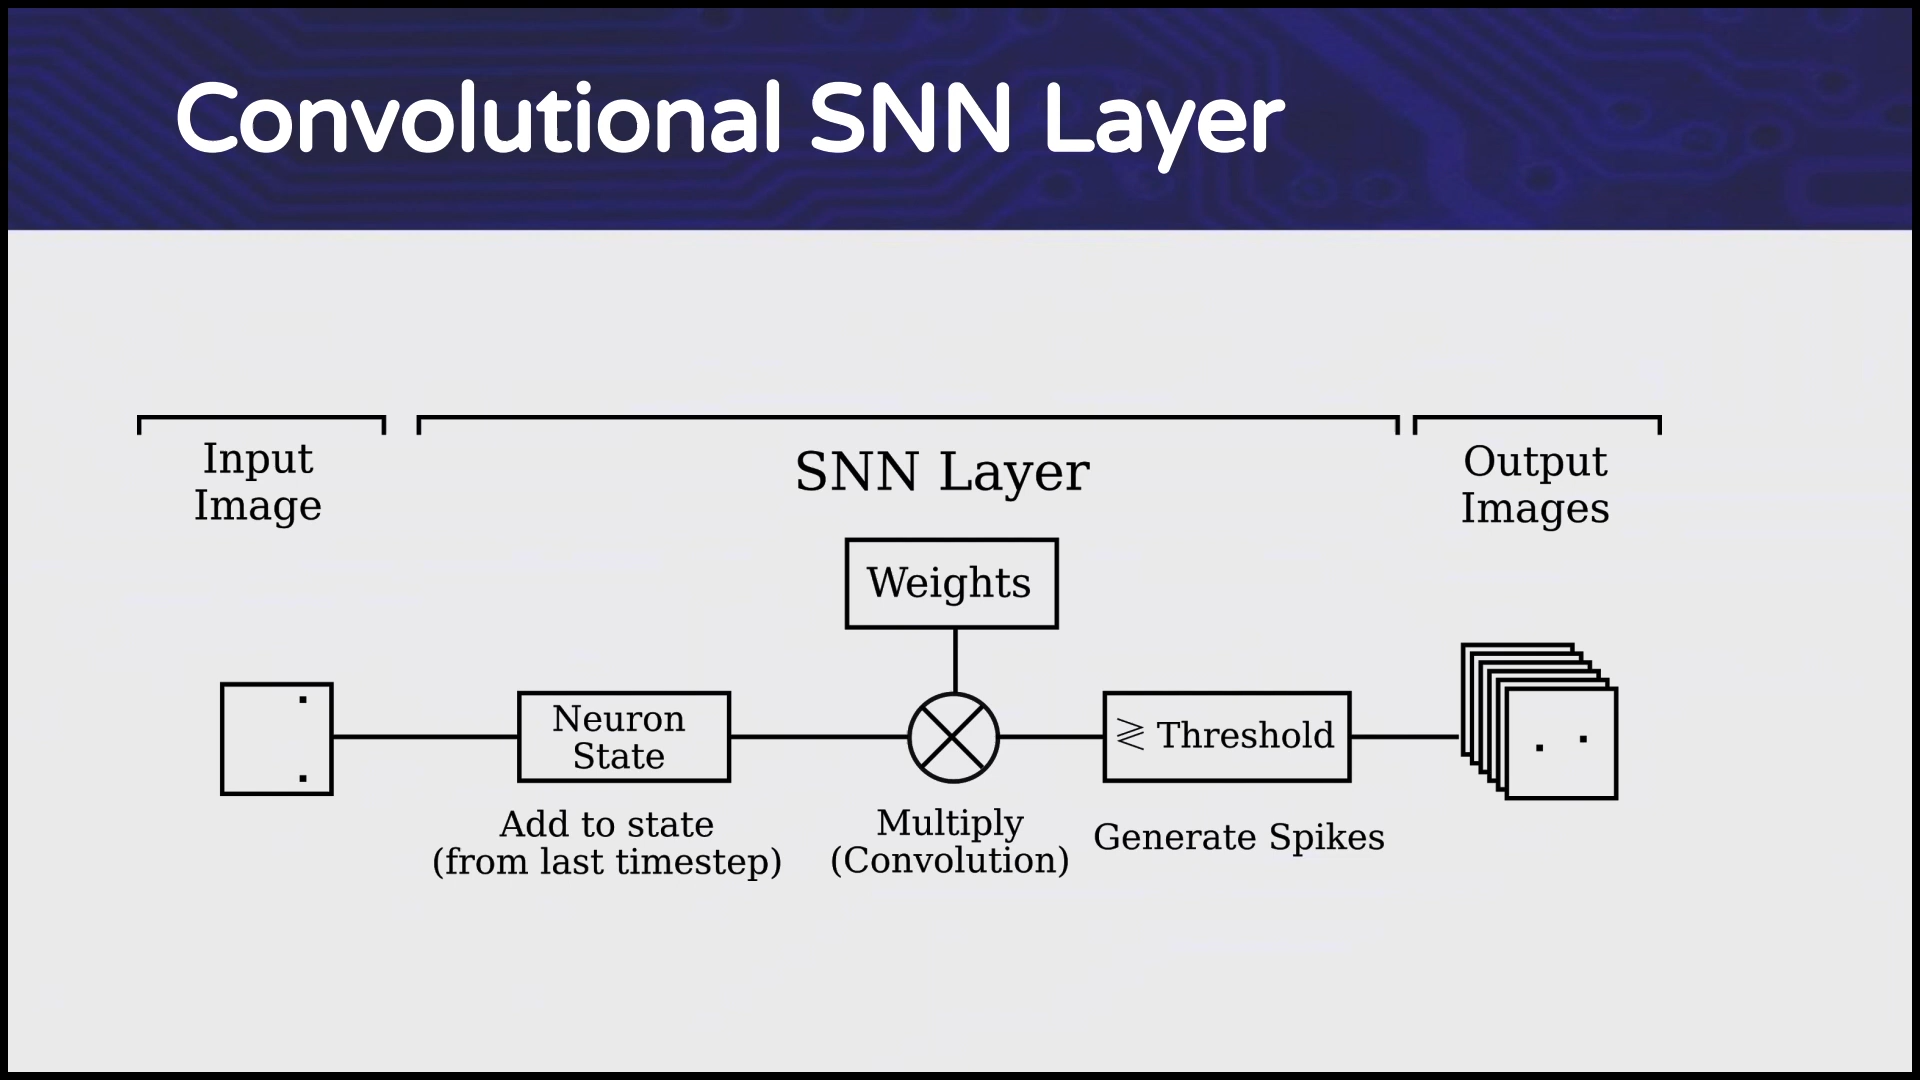 Convolutional SNN Layer
Input
Image
SNN Layer
Output
Images
Weights
Neuron
State
≷ Threshold
Add to state
(from last timestep)
Multiply
(Convolution)
Generate Spikes